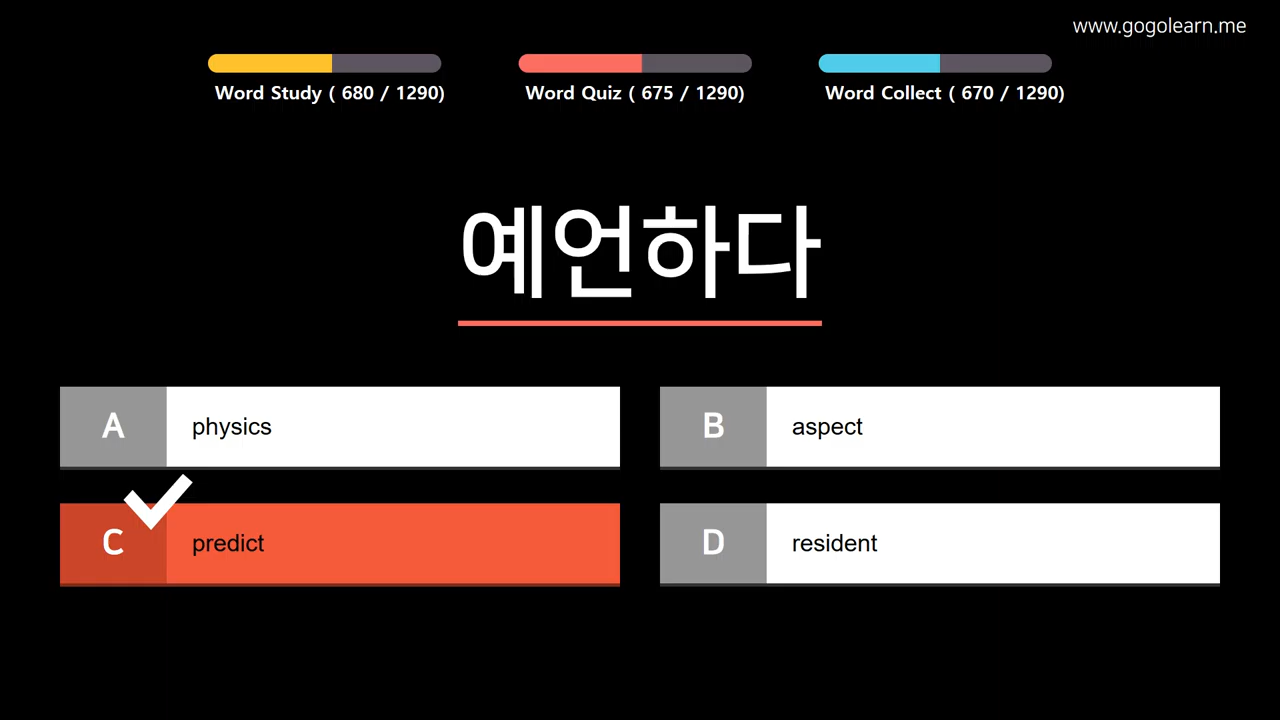 www.gogolearn.me
Word Study ( 680 / 1290)
Word Quiz ( 675 / 1290)
Word Collect ( 670 / 1290)
예언하다
A physics
B aspect
C predict
D resident